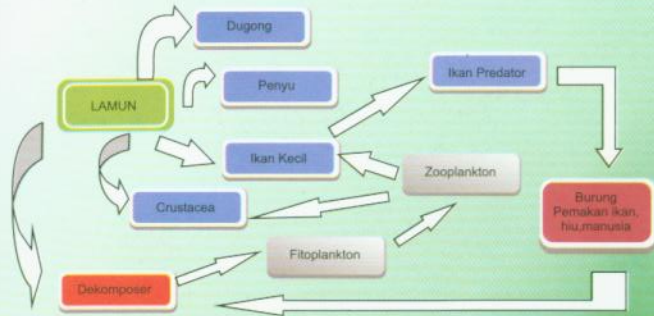 Dugong
Penyu
Ikan Predator
LAMUN
Ikan Kecil
Zooplankton
Crustacea
Burung
Pemakan ikan,
hiu,manusia
Fitoplankton
Dekomposer